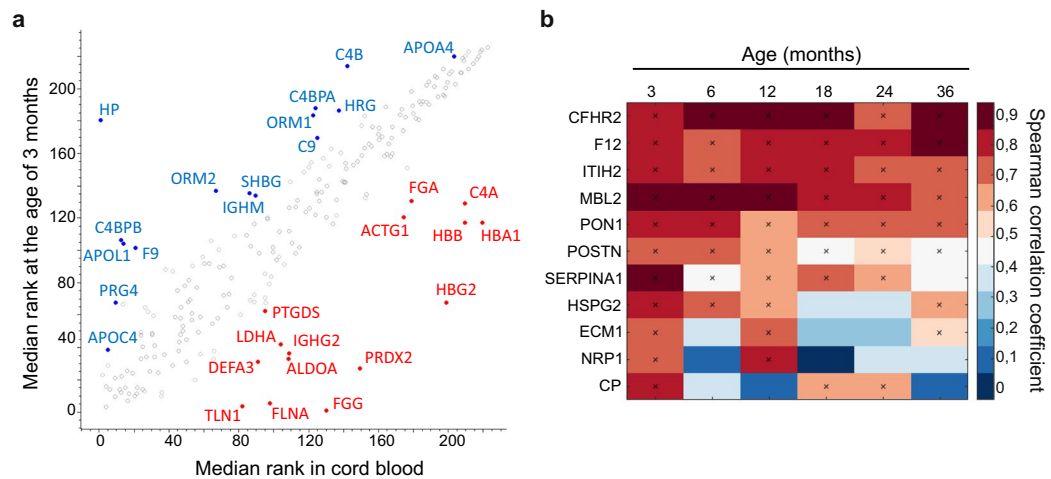 a
Median rank at the age of 3 months
220
160
120
80
40
0
0
40
80
120
160
200
Median rank in cord blood
HP
C4B
APOA4
C4BPA
HRG
ORM1
C9
ORM2
SHBG
IGHM
C4BPB
APOL1
F9
PRG4
APOC4
FGA
C4A
ACTG1
HBB
HBA1
HBG2
PTGDS
LDHA
IGHG2
PRDX2
DEFA3
ALDOA
TLN1
FLNA
FGG
b
Age (months)
3 6 12 18 24 36
CFHR2
F12
ITIH2
MBL2
PON1
POSTN
SERPINA1
HSPG2
ECM1
NRP1
CP
0,9
0,8
0,7
0,6
0,5
0,4
0,3
0,2
0,1
0
Spearman correlation coefficient